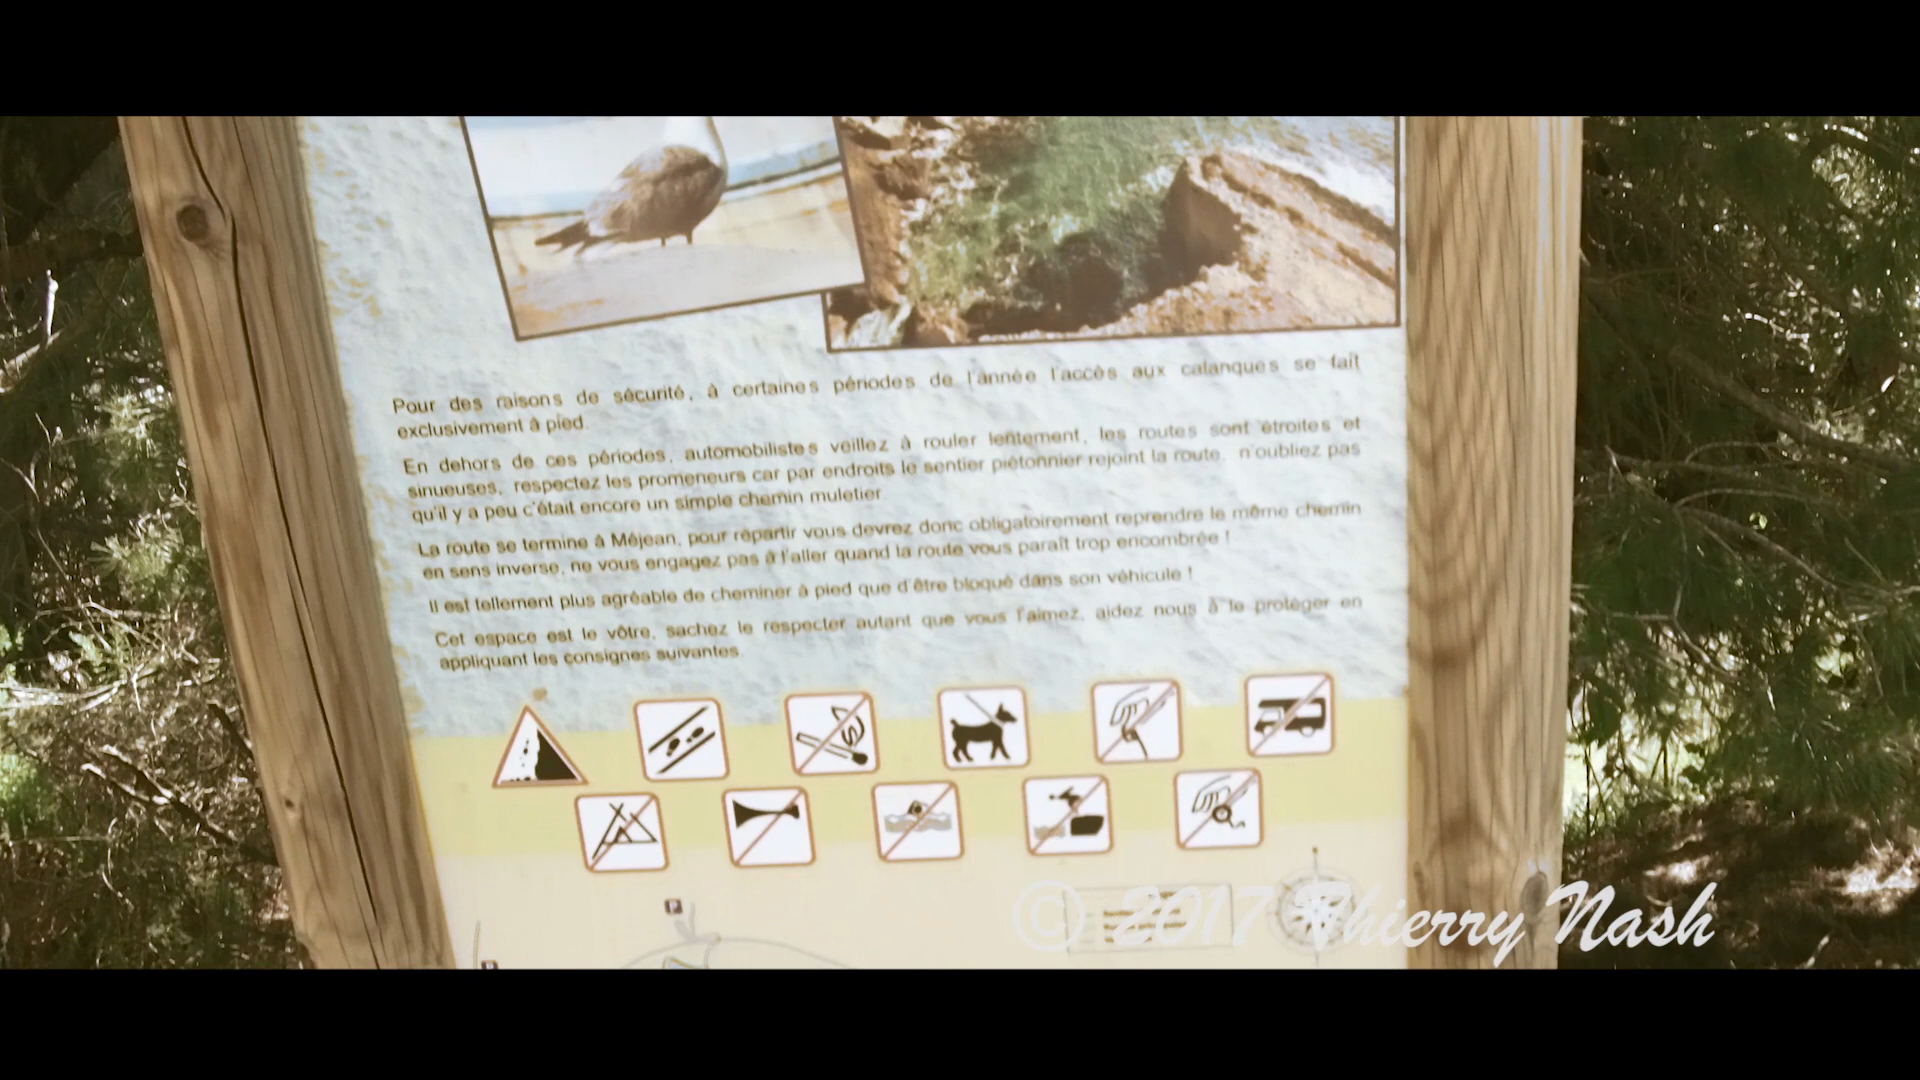 Pour des raisons de sécurité, à certaines périodes de l'année l'accès aux calanques se fait
exclusivement à pied.
En dehors de ces périodes, automobilistes veillez à rouler lentement, les routes sont étroites et
sinueuses, respectez les promeneurs car par endroits le sentier piétonnier rejoint la route, n'oubliez pas
qu'il y a peu c'était encore un simple chemin muletier
La route se termine à Méjean, pour répartir vous devrez donc obligatoirement reprendre le même chemin
en sens inverse, ne vous engagez pas à l'aller quand la route vous paraît trop encombrée !
Il est tellement plus agréable de cheminer à pied que d'être bloqué dans son véhicule !
Cet espace est le vôtre, sachez le respecter autant que vous l'aimez, aidez nous à le protéger en
appliquant les consignes suivantes
P
© 2017 Thierry Nash